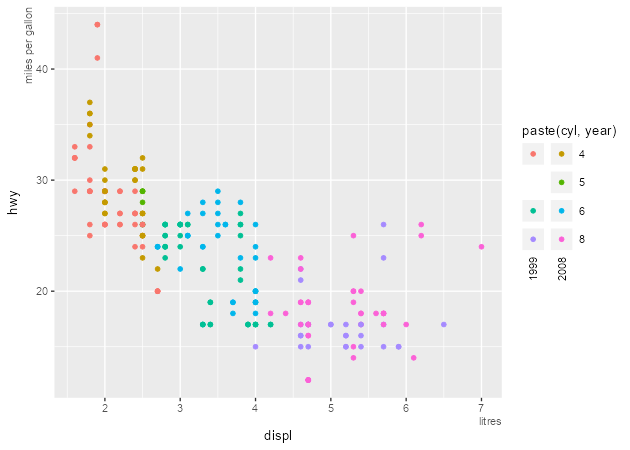 miles per gallon
hwy
40
30
20
2 3 4 5 6 7
litres
displ
paste(cyl, year)
4
5
6
8
1999 2008